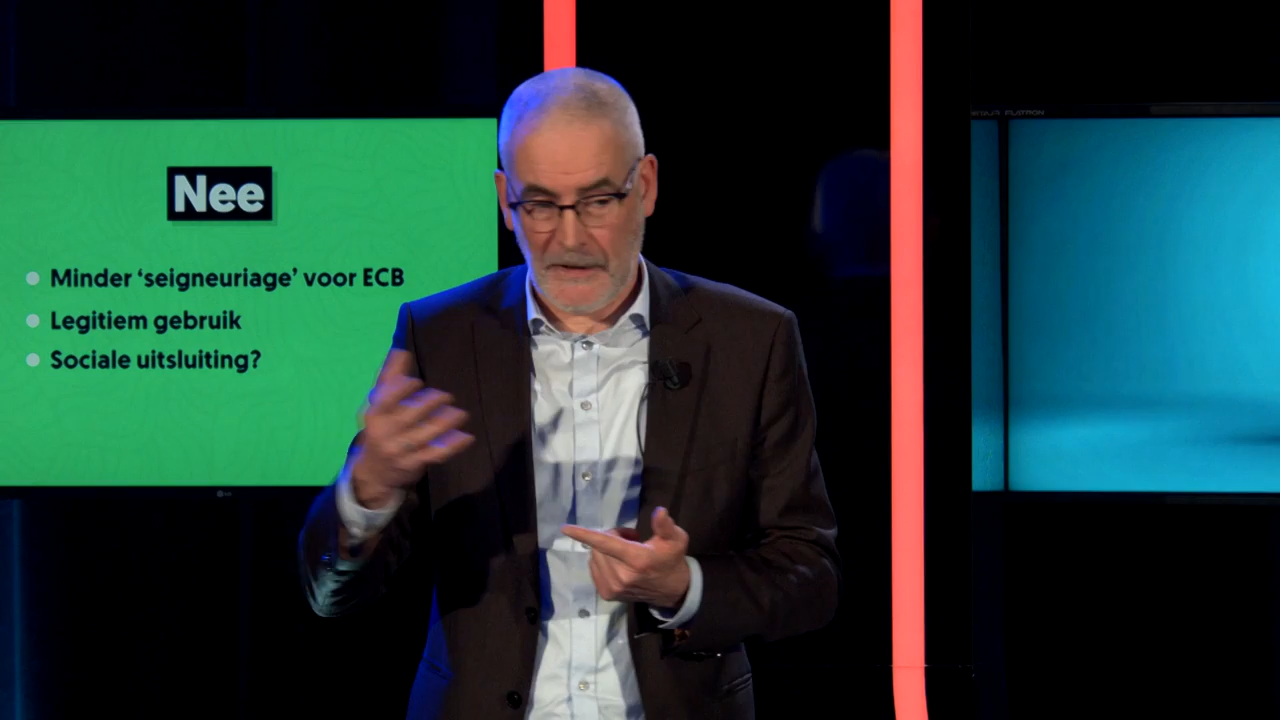 Nee
Minder ‘seigneuriage’ voor ECB
Legitiem gebruik
Sociale uitsluiting?